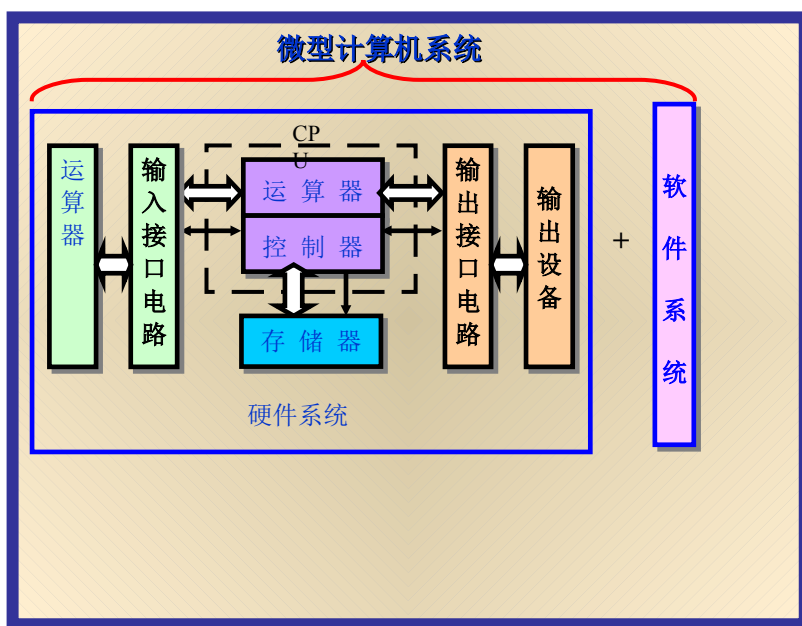 微型计算机系统
CP
U
运算器
输入接口电路
运 算 器
控 制 器
存 储 器
输出接口电路
输出设备
+
软件系统
硬件系统